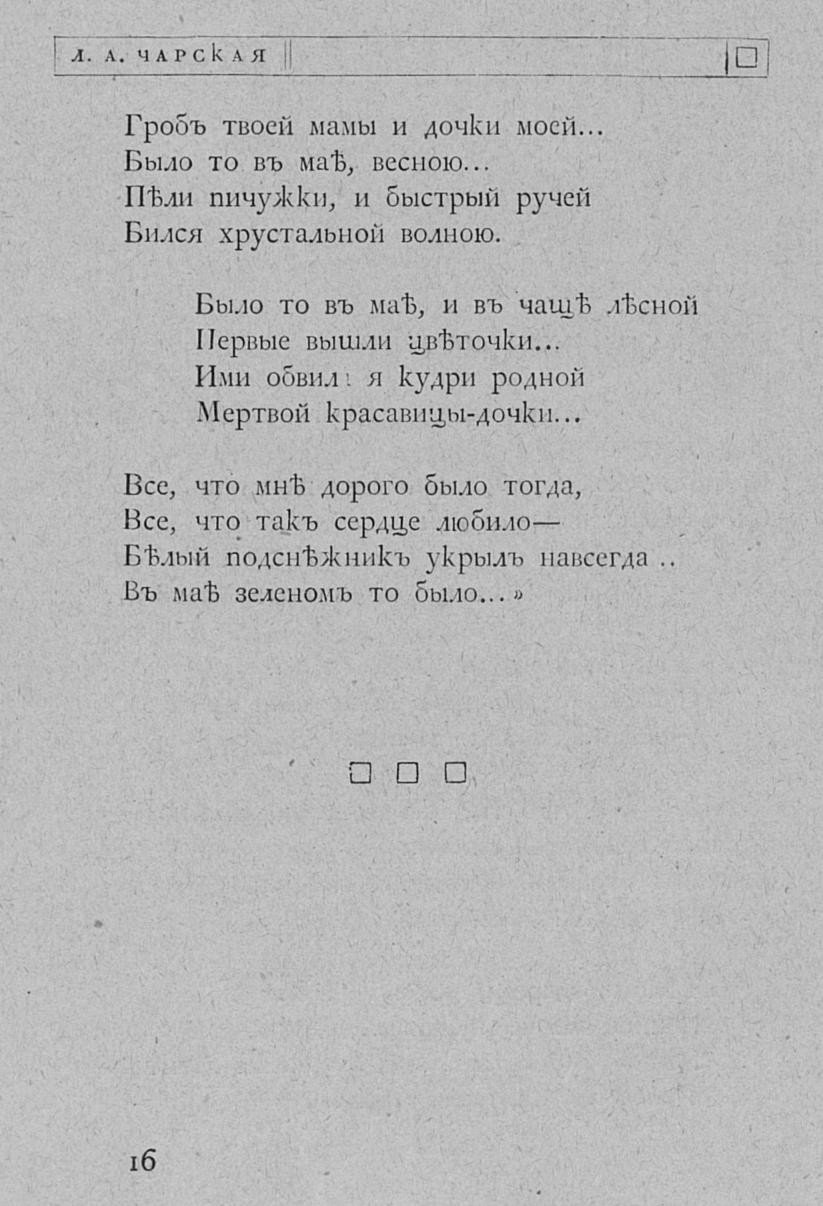 Л. А. ЧАРСКАЯ
Гробъ твоей мамы и дочки моей...
Было то въ маѣ, весною...
Пѣли пичужки, и быстрый ручей
Бился хрустальной волною.
Было то въ маѣ, и въ чащѣ лѣсной
Первые вышли цвѣточки...
Ими обвилъ я кудри родной
Мертвой красавицы-дочки...
Все, что мнѣ дорого было тогда,
Все, что такъ сердце любило—
Бѣлый подснѣжникъ укрылъ навсегда ..
Въ маѣ зеленомъ то было...»
16